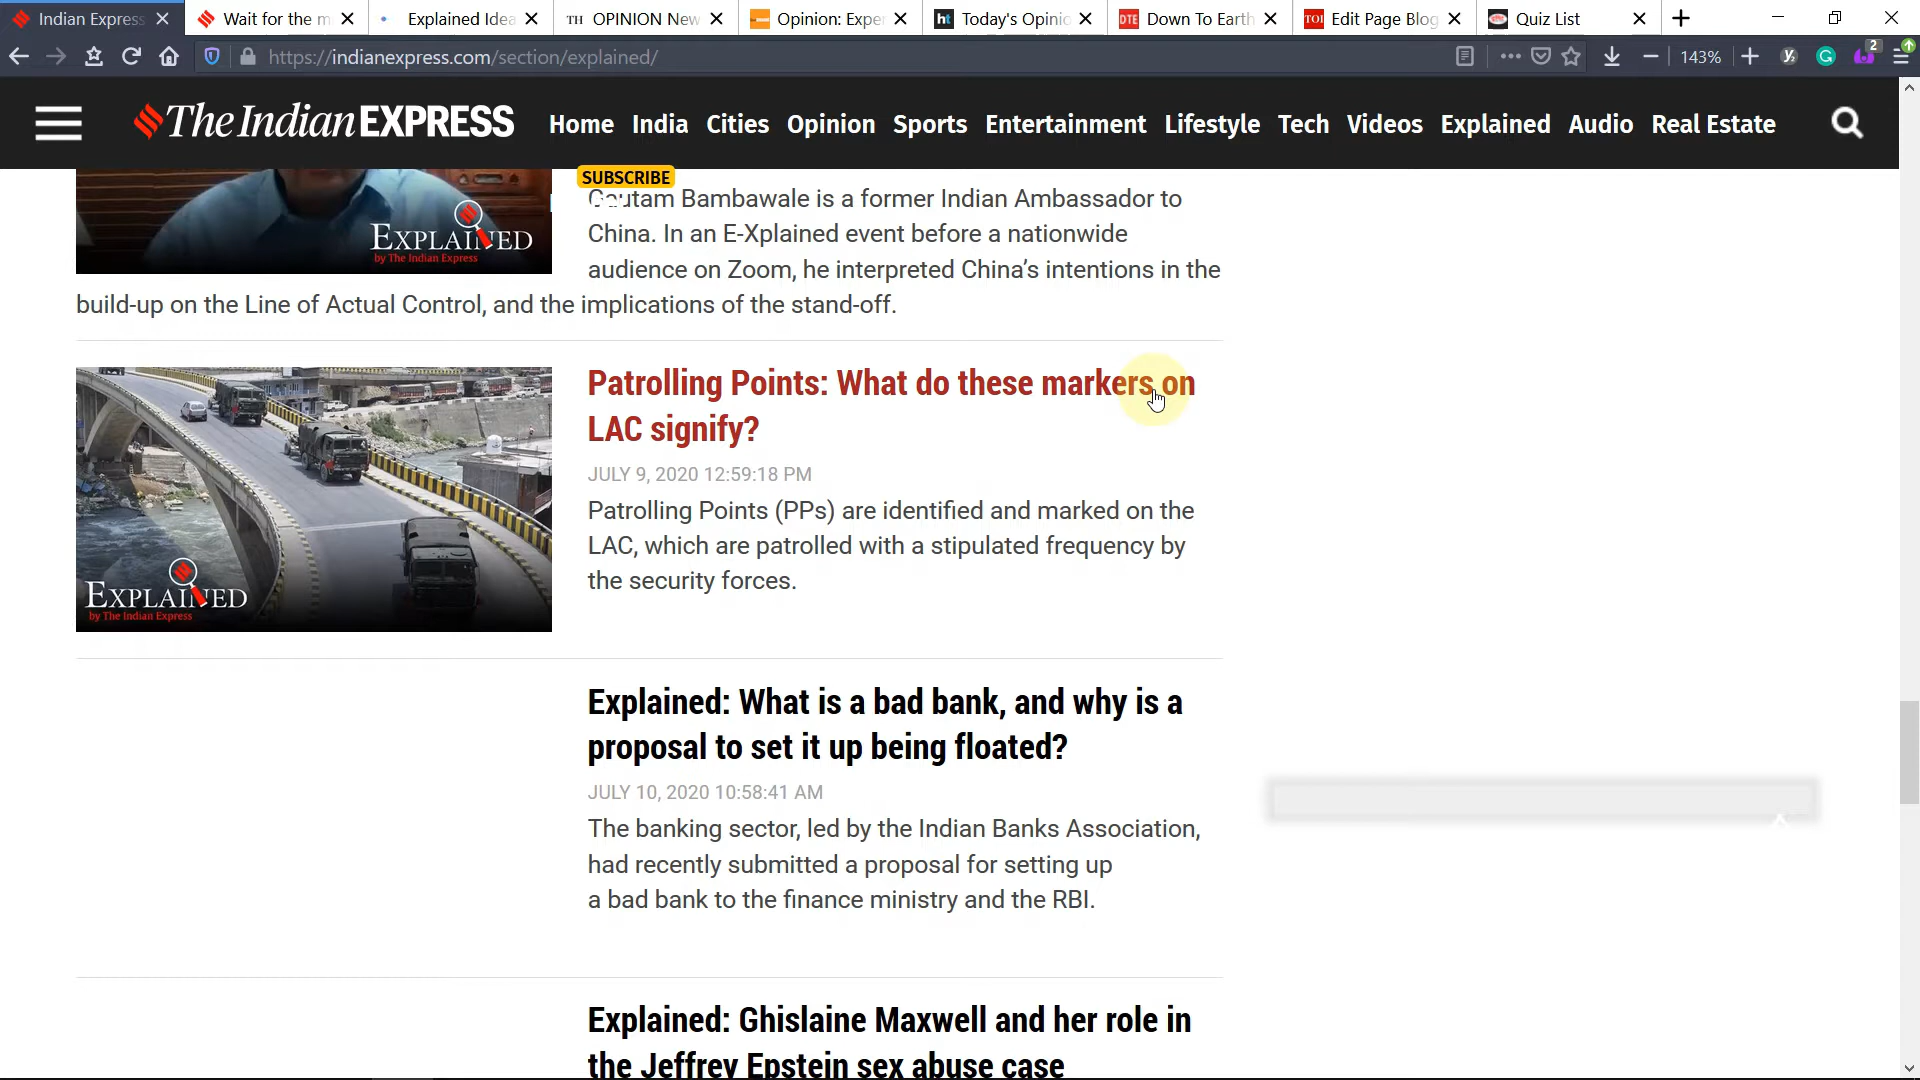 Indian Express
Wait for the m
Explained Idea
TH OPINION New
Opinion: Expe
ht Today's Opinio
DTE Down To Earth
TOI Edit Page Blog
Quiz List
https://indianexpress.com/section/explained/
143%
2
The Indian EXPRESS
Home India Cities Opinion Sports Entertainment Lifestyle Tech Videos Explained Audio Real Estate
SUBSCRIBE
Gautam Bambawale is a former Indian Ambassador to
China. In an E-Xplained event before a nationwide
audience on Zoom, he interpreted China's intentions in the
build-up on the Line of Actual Control, and the implications of the stand-off.
EXPLAINED
by The Indian Express
Patrolling Points: What do these markers on
LAC signify?
JULY 9, 2020 12:59:18 PM
Patrolling Points (PPs) are identified and marked on the
LAC, which are patrolled with a stipulated frequency by
the security forces.
EXPLAINED
by The Indian Express
Explained: What is a bad bank, and why is a
proposal to set it up being floated?
JULY 10, 2020 10:58:41 AM
The banking sector, led by the Indian Banks Association,
had recently submitted a proposal for setting up
a bad bank to the finance ministry and the RBI.
Explained: Ghislaine Maxwell and her role in
the Jeffrey Epstein sex abuse case